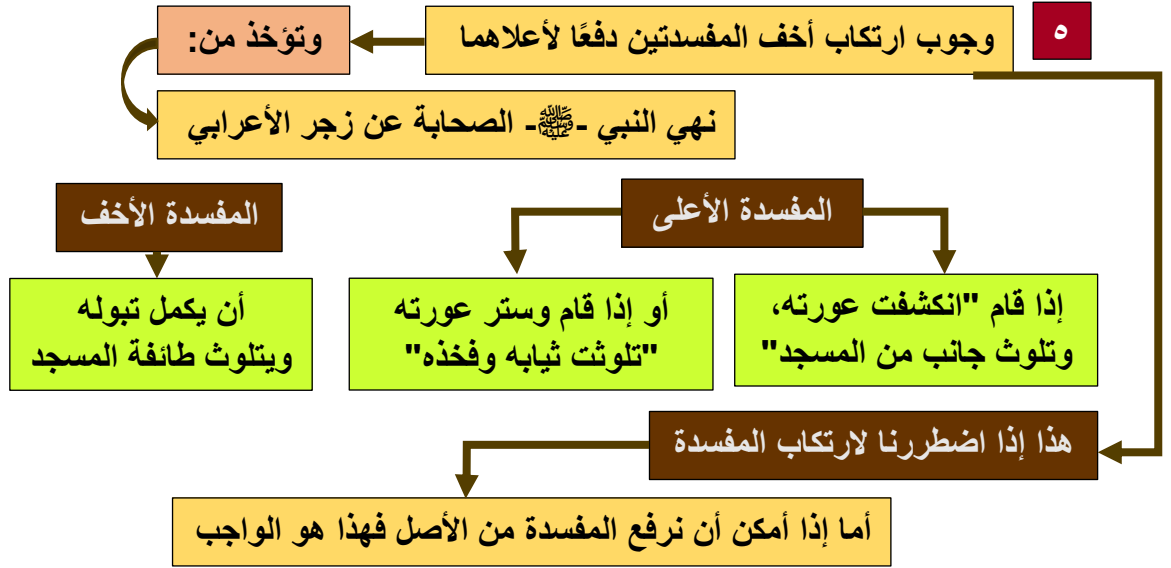 ٥
وجوب ارتكاب أخف المفسدتين دفعًا لأعلاهما
وتؤخذ من:
نهي النبي -ﷺ- الصحابة عن زجر الأعرابي
المفسدة الأعلى
المفسدة الأخف
إذا قام "انكشفت عورته،
وتلوث جانب من المسجد"
أو إذا قام وستر عورته
"تلوثت ثيابه وفخذه"
أن يكمل تبوله
ويتلوث طائفة المسجد
هذا إذا اضطررنا لارتكاب المفسدة
أما إذا أمكن أن نرفع المفسدة من الأصل فهذا هو الواجب